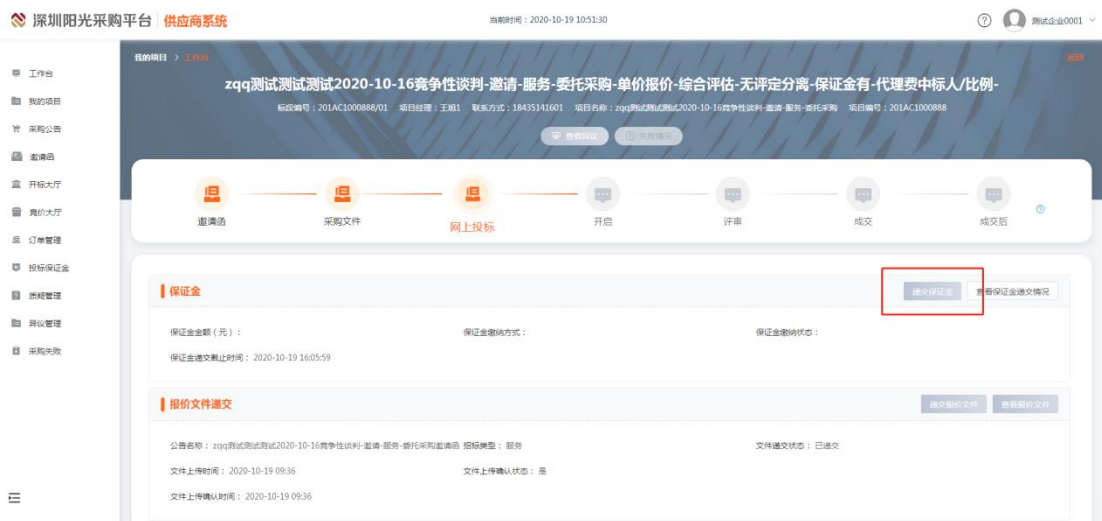 深圳阳光采购平台 供应商系统 当前时间：2020-10-19 10:51:30 测试企业0001
我的项目 > 工作台 返回
工作台
我的项目
采购公告
邀请函
开标大厅
竞价大厅
订单管理
投标保证金
质疑管理
异议管理
采购失败
zqq测试测试测试2020-10-16竞争性谈判-邀请-服务-委托采购-单价报价-综合评估-无评定分离-保证金有-代理费中标人/比例-
标段编号：201AC1000888/01 项目经理：王旭1 联系方式：18435141601 项目名称：zqq测试测试测试2020-10-16竞争性谈判-邀请-服务-委托采购 项目编号：201AC1000888
查看异议 失败情况
邀请函 采购文件 网上投标 开启 评审 成交 成交后
保证金 递交保证金 查看保证金递交情况
保证金金额（元）： 保证金缴纳方式： 保证金缴纳状态：
保证金递交截止时间：2020-10-19 16:05:59
报价文件递交 递交报价文件 查看报价文件
公告名称：zqq测试测试测试2020-10-16竞争性谈判-邀请-服务-委托采购邀请函 招标类型：服务 文件递交状态：已递交
文件上传时间：2020-10-19 09:36 文件上传确认状态：是
文件上传确认时间：2020-10-19 09:36